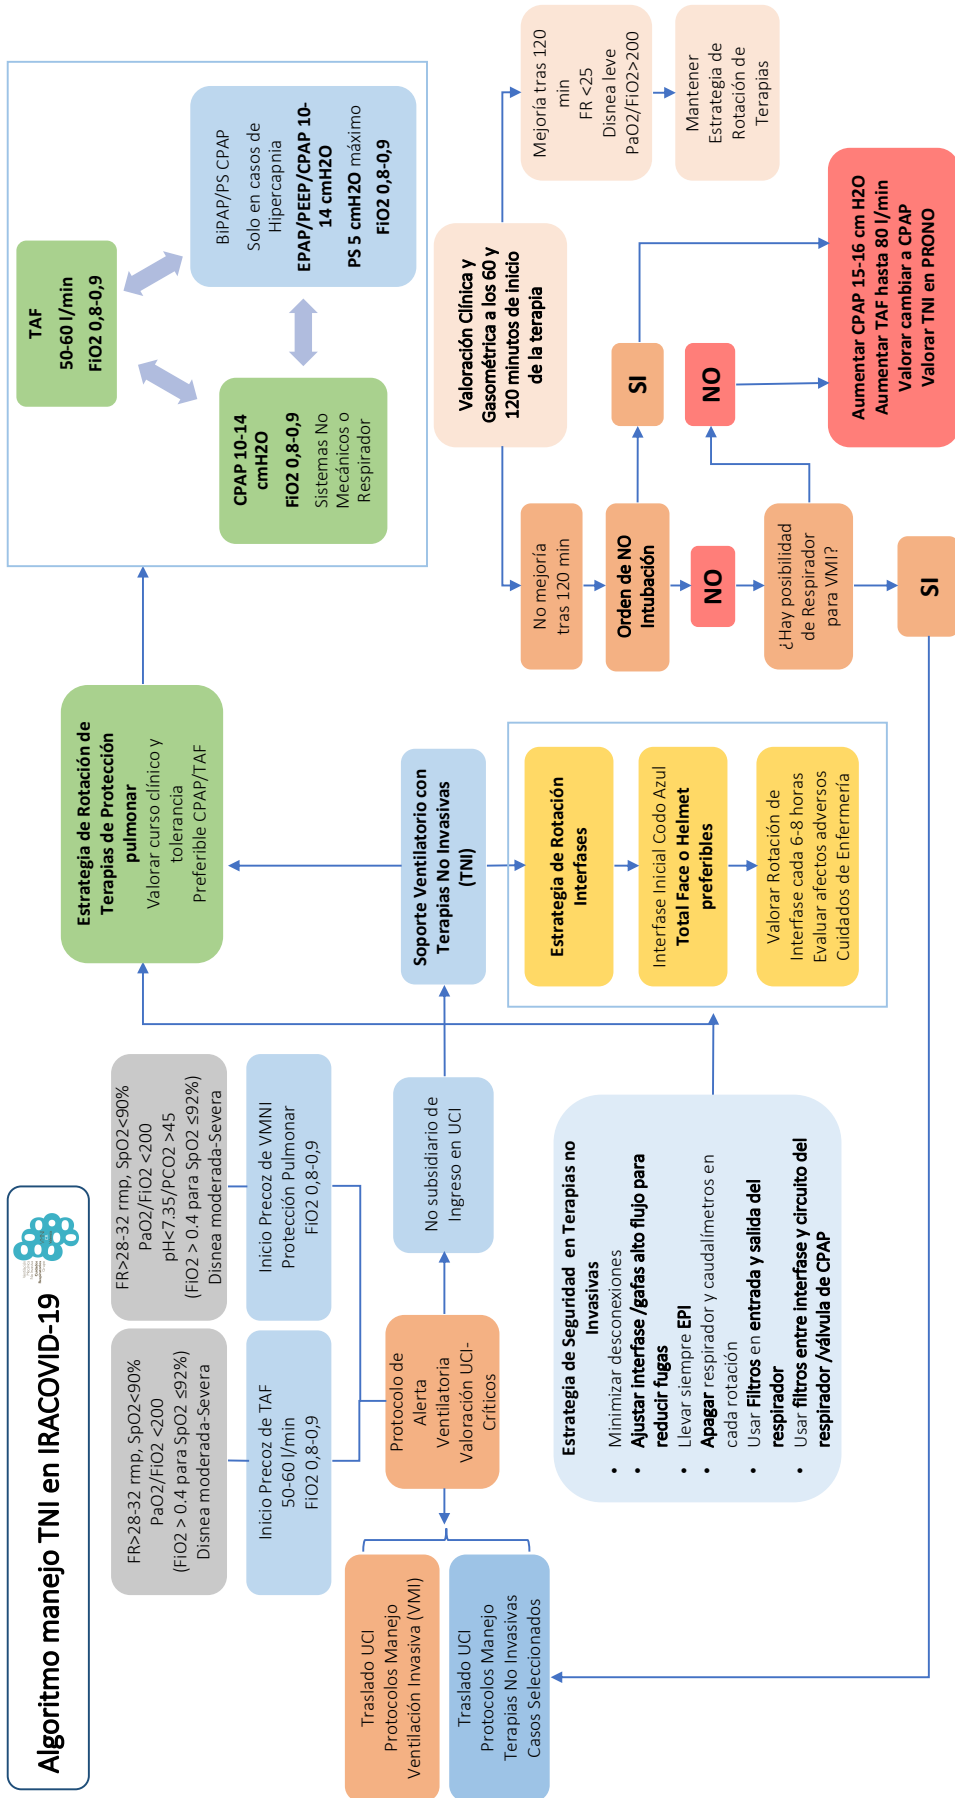 Algoritmo manejo TNI en IRACOVID-19
FR>28-32 rmp, SpO2<90%
PaO2/FiO2 <200
(FiO2 > 0.4 para SpO2 ≤92%)
Disnea moderada-Severa
FR>28-32 rmp, SpO2<90%
PaO2/FiO2 <200
pH<7.35/PCO2 >45
(FiO2 > 0.4 para SpO2 ≤92%)
Disnea moderada-Severa
Inicio Precoz de TAF
50-60 l/min
FiO2 0,8-0,9
Inicio Precoz de VMNI
Protección Pulmonar
FiO2 0,8-0,9
Traslado UCI
Protocolos Manejo
Ventilación Invasiva (VMI)
Traslado UCI
Protocolos Manejo
Terapias No Invasivas
Casos Seleccionados
Protocolo de
Alerta
Ventilatoria
Valoración UCI-
Críticos
No subsidiario de
Ingreso en UCI
Estrategia de Seguridad en Terapias no
Invasivas
• Minimizar desconexiones
• Ajustar interfase /gafas alto flujo para
reducir fugas
• Llevar siempre EPI
• Apagar respirador y caudalímetros en
cada rotación
• Usar Filtros en entrada y salida del
respirador
• Usar filtros entre interfase y circuito del
respirador /válvula de CPAP
Estrategia de Rotación de
Terapias de Protección
pulmonar
Valorar curso clínico y
tolerancia
Preferible CPAP/TAF
Soporte Ventilatorio con
Terapias No Invasivas
(TNI)
Estrategia de Rotación
Interfases
Interfase Inicial Codo Azul
Total Face o Helmet
preferibles
Valorar Rotación de
Interfase cada 6-8 horas
Evaluar afectos adversos
Cuidados de Enfermería
TAF
50-60 l/min
FiO2 0,8-0,9
CPAP 10-14
cmH2O
FiO2 0,8-0,9
Sistemas No
Mecánicos o
Respirador
BiPAP/PS CPAP
Solo en casos de
Hipercapnia
EPAP/PEEP/CPAP 10-
14 cmH2O
PS 5 cmH2O máximo
FiO2 0,8-0,9
Valoración Clínica y
Gasométrica a los 60 y
120 minutos de inicio
de la terapia
No mejoría
tras 120 min
Mejoría tras 120
min
FR <25
Disnea leve
PaO2/FiO2>200
Mantener
Estrategia de
Rotación de
Terapias
Orden de NO
Intubación
SI
NO
¿Hay posibilidad
de Respirador
para VMI?
NO
SI
Aumentar CPAP 15-16 cm H2O
Aumentar TAF hasta 80 l/min
Valorar cambiar a CPAP
Valorar TNI en PRONO